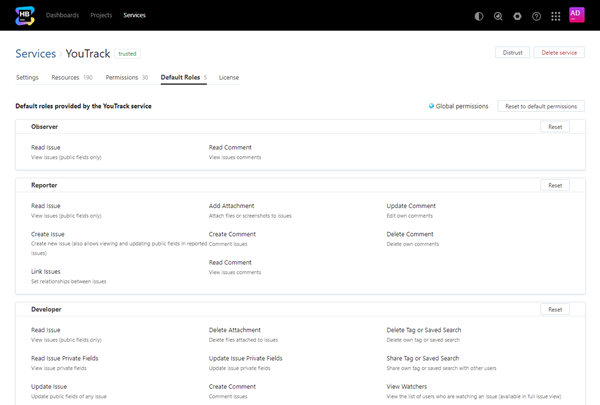 HB
Dashboards Projects Services
AD
Services YouTrack trusted Distrust Delete service
Settings Resources 190 Permissions 30 Default Roles 5 License
Default roles provided by the YouTrack service Global permissions Reset to default permissions
Observer Reset
Read Issue Read Comment
View issues (public fields only) View issues comments
Reporter Reset
Read Issue Add Attachment Update Comment
View issues (public fields only) Attach files or screenshots to issues Edit own comments
Create Issue Create Comment Delete Comment
Create new issue (also allows viewing and updating public fields in reported Comment issues Delete own comments
issues)
Read Comment
Link Issues View issues comments
Set relationships between issues
Developer Reset
Read Issue Delete Attachment Delete Tag or Saved Search
View issues (public fields only) Delete files attached to issues Delete own tag or saved search
Read Issue Private Fields Update Issue Private Fields Share Tag or Saved Search
View issue private fields Update issue private fields Share own tag or saved search with other users
Update Issue Create Comment View Watchers
Update public fields of any issue Comment issues View the list of users who are watching an issue (available in full issue view)